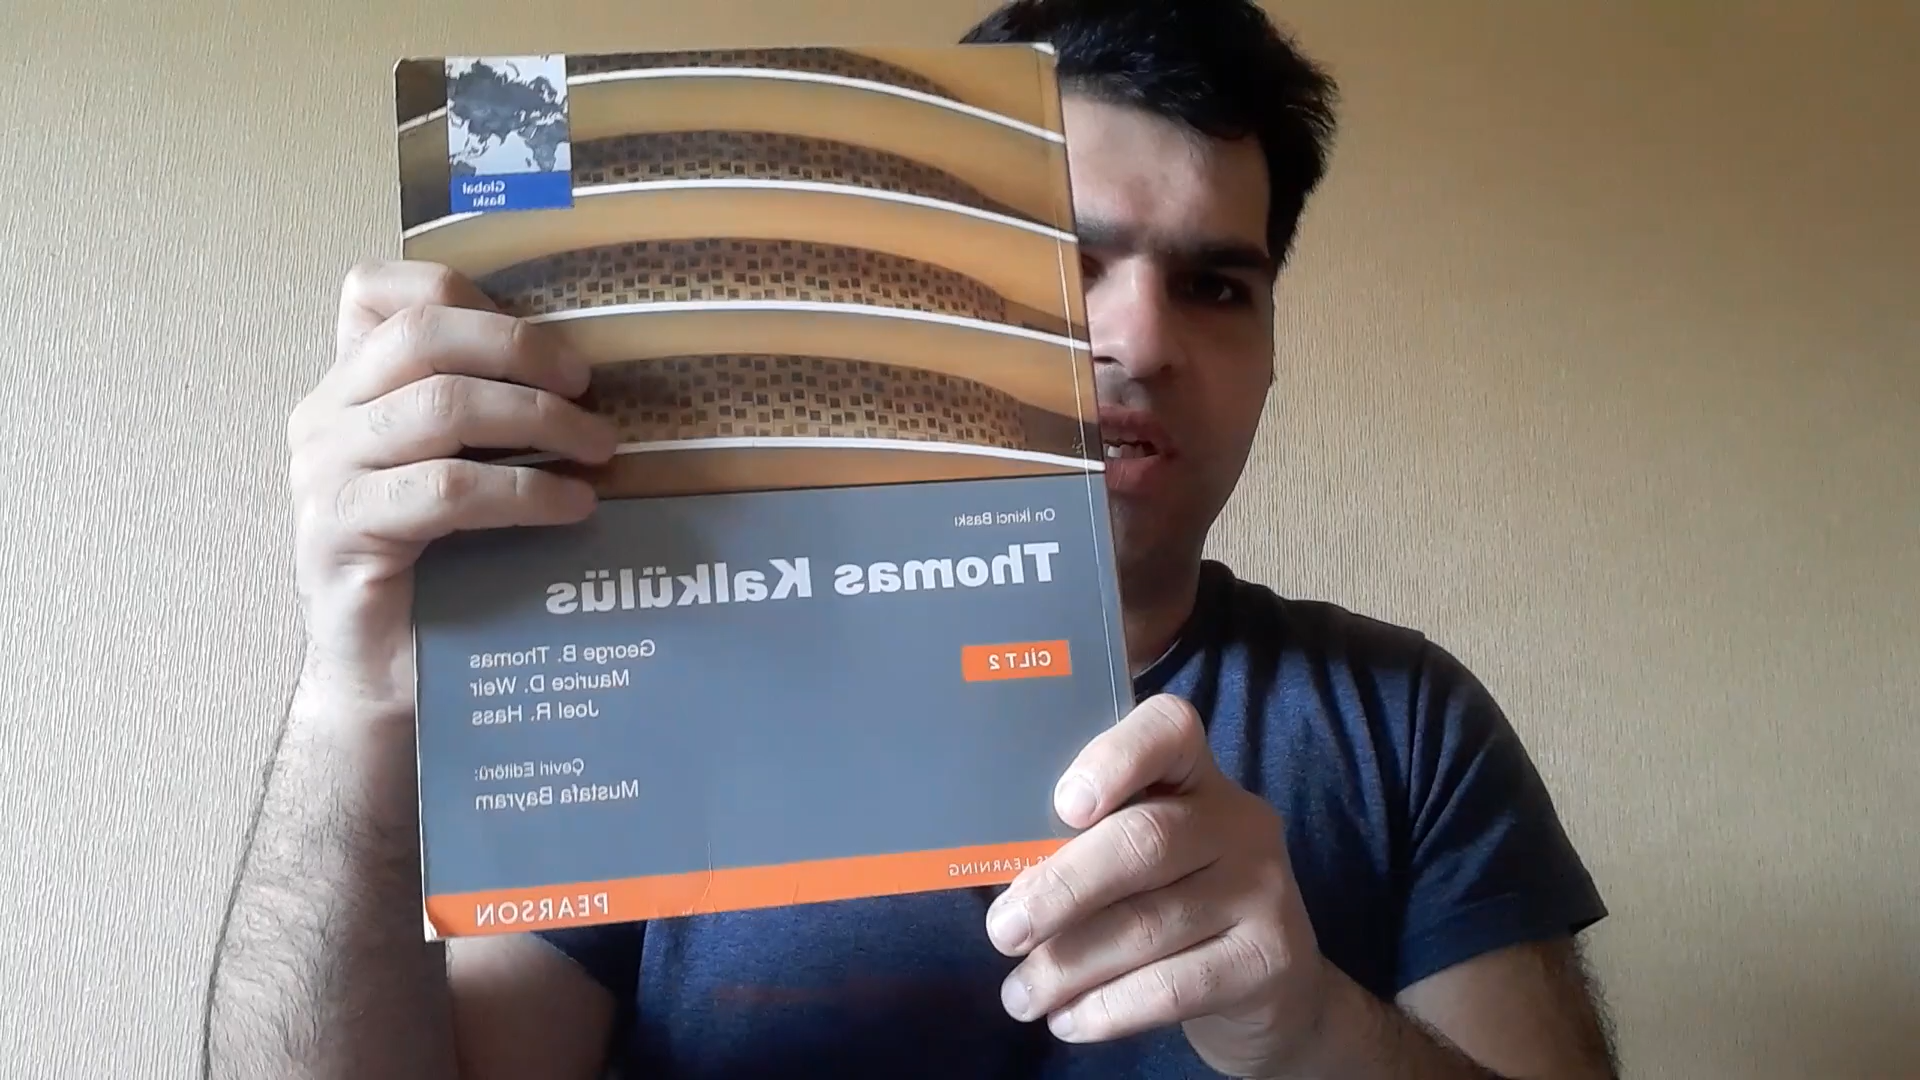 Global
Baskı
On İkinci Baskı
Thomas Kalkülüs
CİLT 2
George B. Thomas
Maurice D. Weir
Joel R. Hass
Çeviri Editörü:
Mustafa Bayram
LEARNING
PEARSON